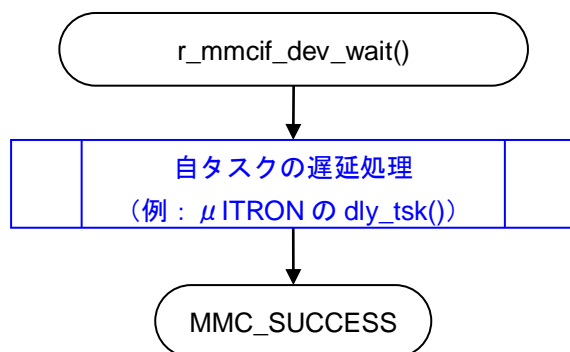 r_mmcif_dev_wait()
自タスクの遅延処理
（例：μITRON の dly_tsk()）
MMC_SUCCESS